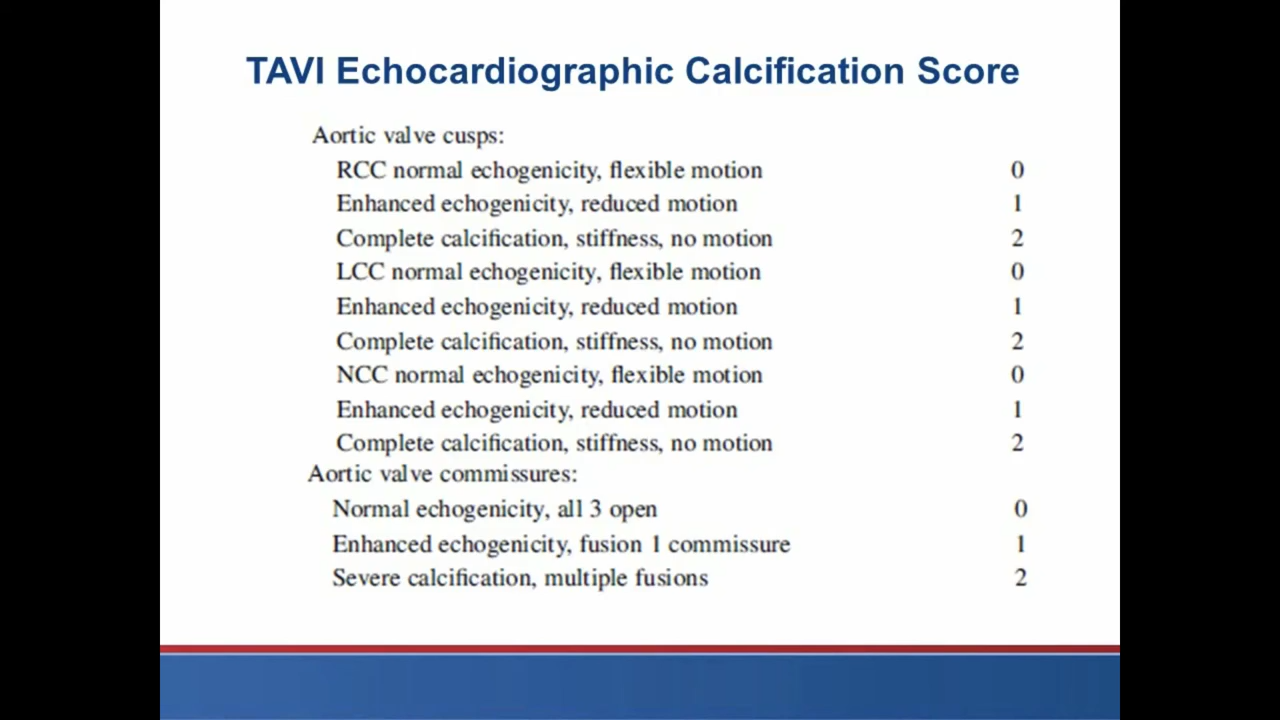 TAVI Echocardiographic Calcification Score
Aortic valve cusps:
RCC normal echogenicity, flexible motion 0
Enhanced echogenicity, reduced motion 1
Complete calcification, stiffness, no motion 2
LCC normal echogenicity, flexible motion 0
Enhanced echogenicity, reduced motion 1
Complete calcification, stiffness, no motion 2
NCC normal echogenicity, flexible motion 0
Enhanced echogenicity, reduced motion 1
Complete calcification, stiffness, no motion 2
Aortic valve commissures:
Normal echogenicity, all 3 open 0
Enhanced echogenicity, fusion 1 commissure 1
Severe calcification, multiple fusions 2